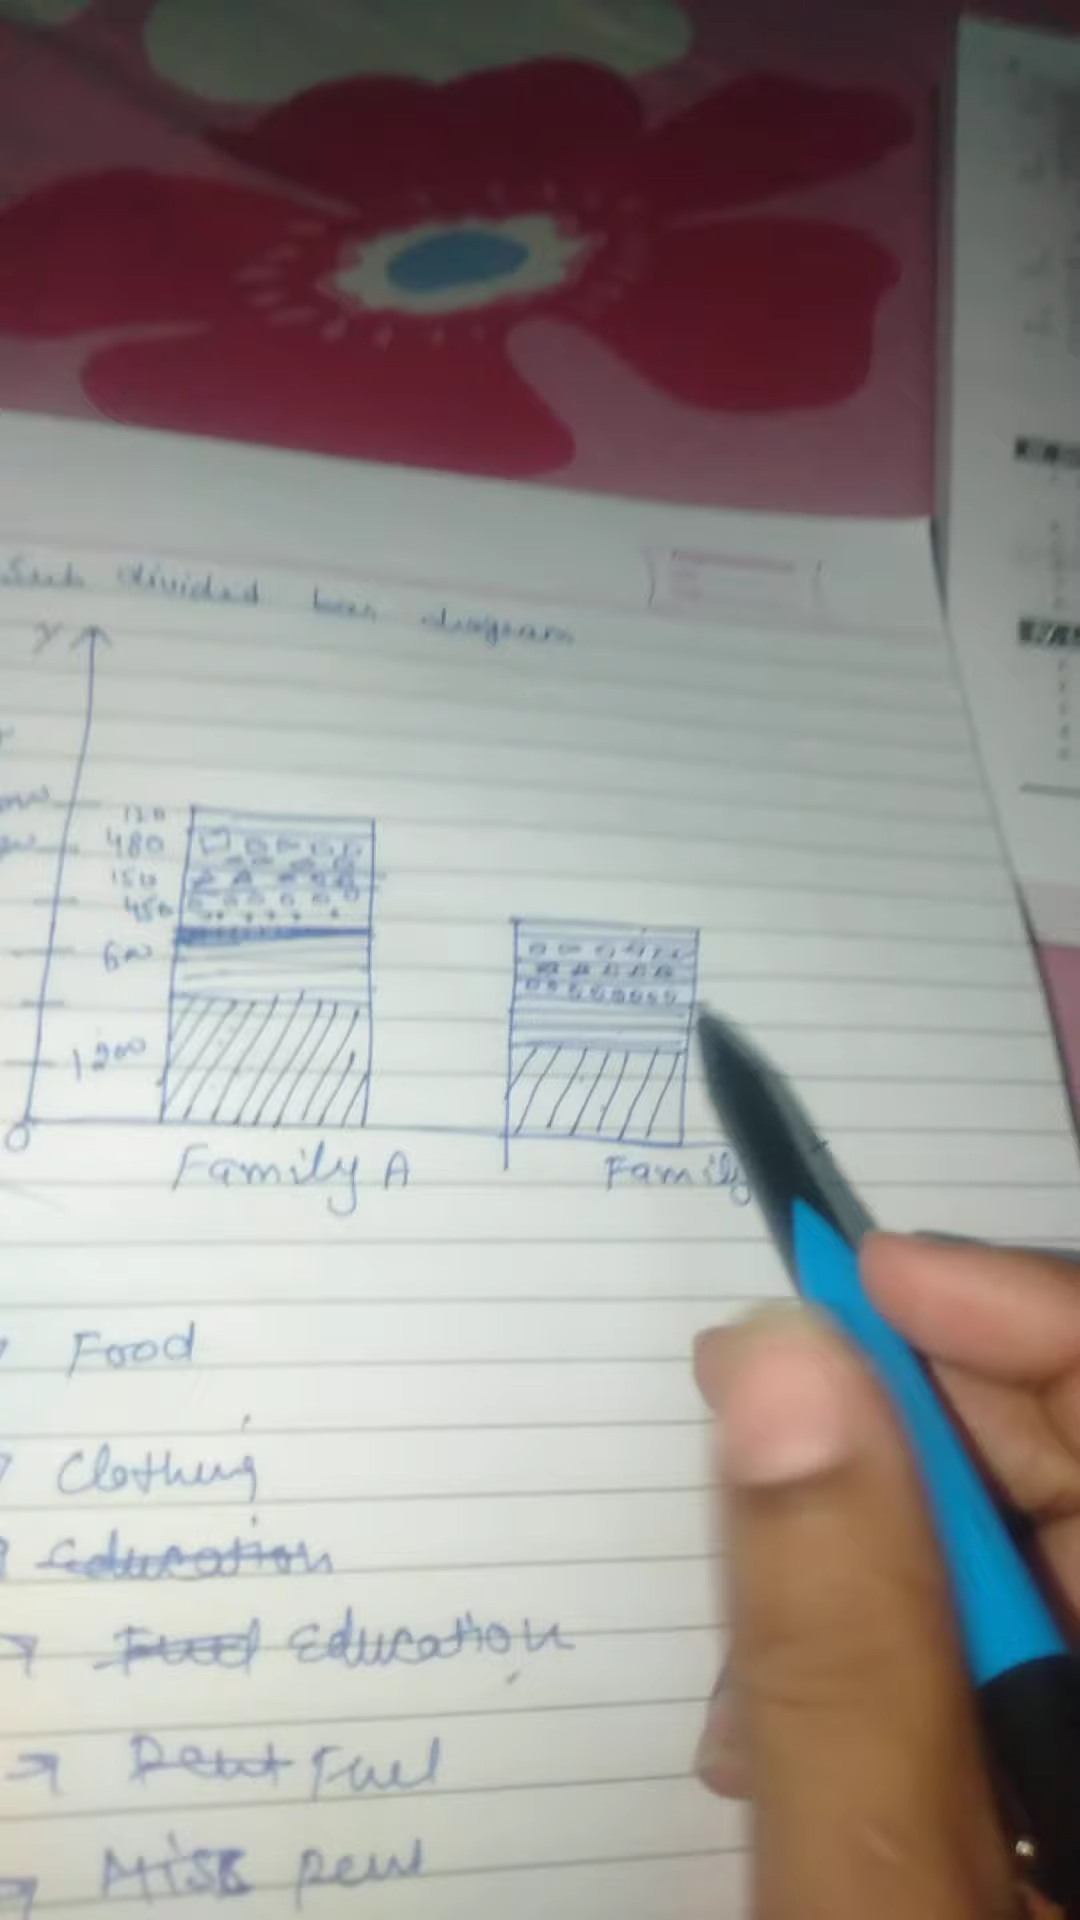 Sub divided bar diagram
Y
120
480
150
450
600
1200
O
Family A
Family
Food
Clothing
Education
Food Education
Rent Fuel
Misc Rent